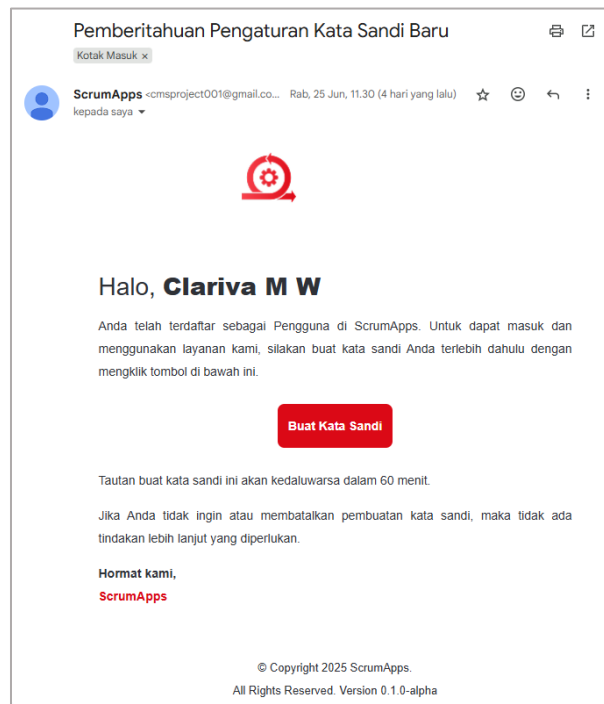 Pemberitahuan Pengaturan Kata Sandi Baru
Kotak Masuk ×
ScrumApps <cmsproject001@gmail.co... Rab, 25 Jun, 11.30 (4 hari yang lalu)
kepada saya
Halo, Clariva M W
Anda telah terdaftar sebagai Pengguna di ScrumApps. Untuk dapat masuk dan
menggunakan layanan kami, silakan buat kata sandi Anda terlebih dahulu dengan
mengklik tombol di bawah ini.
Buat Kata Sandi
Tautan buat kata sandi ini akan kedaluwarsa dalam 60 menit.
Jika Anda tidak ingin atau membatalkan pembuatan kata sandi, maka tidak ada
tindakan lebih lanjut yang diperlukan.
Hormat kami,
ScrumApps
© Copyright 2025 ScrumApps.
All Rights Reserved. Version 0.1.0-alpha